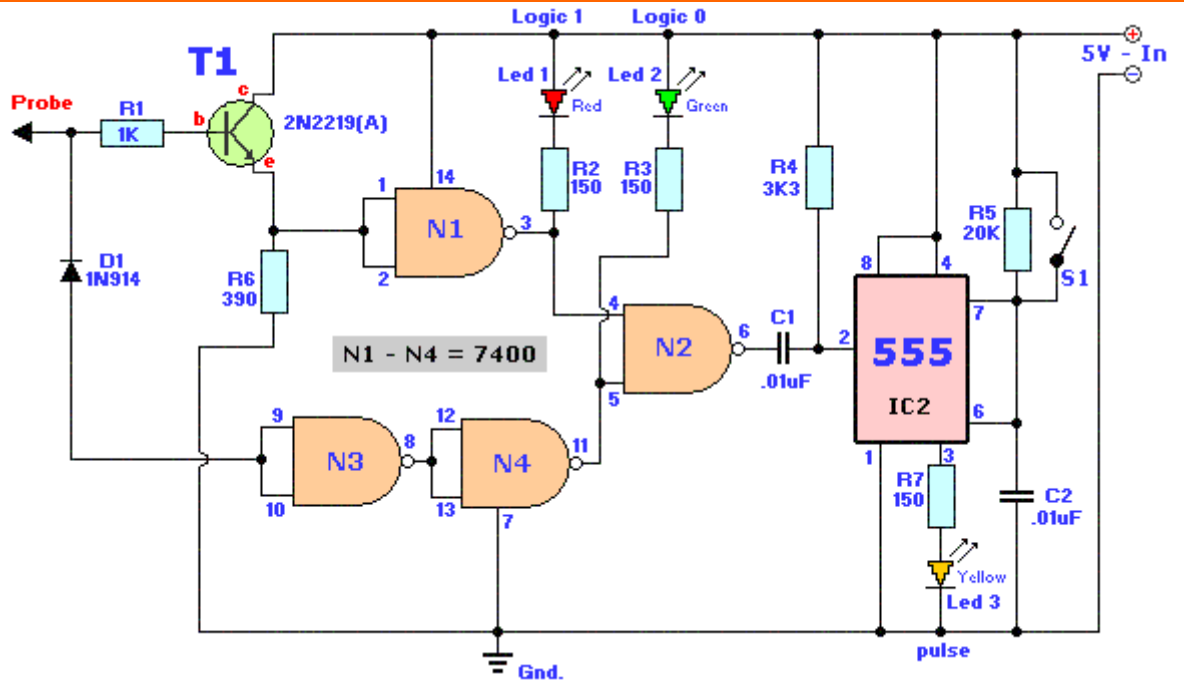 Logic 1
Logic 0
5V - In
T1
Led 1
Led 2
Red
Green
Probe
R1
1K
b
c
e
2N2219(A)
14
R2
150
R3
150
R4
3K3
1
2
N1
3
R5
20K
S1
D1
1N914
R6
390
8
4
7
4
5
N2
6
C1
.01uF
2
555
IC2
6
N1 - N4 = 7400
9
10
N3
8
12
13
N4
11
7
1
3
R7
150
C2
.01uF
Yellow
Led 3
pulse
Gnd.